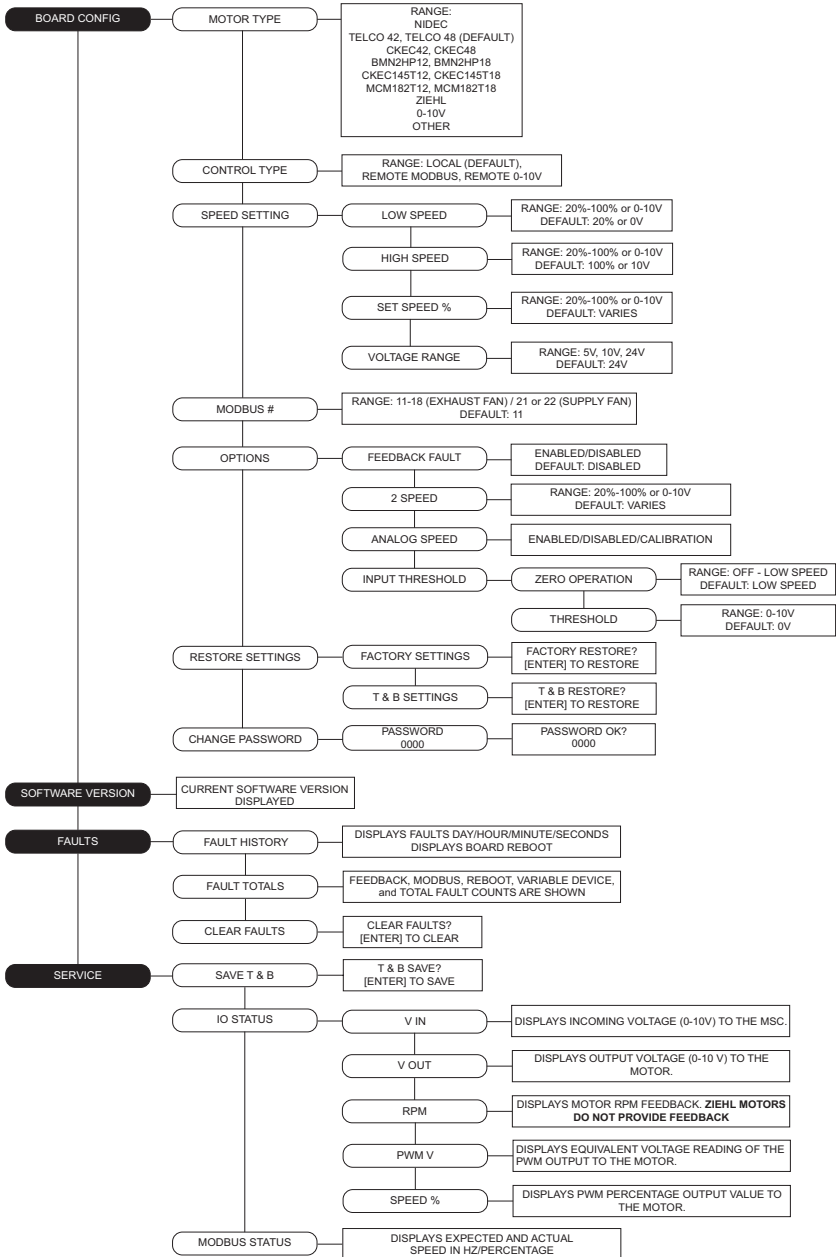 BOARD CONFIG
MOTOR TYPE
RANGE:
NIDEC
TELCO 42, TELCO 48 (DEFAULT)
CKEC42, CKEC48
BMN2HP12, BMN2HP18
CKEC145T12, CKEC145T18
MCM182T12, MCM182T18
ZIEHL
0-10V
OTHER
CONTROL TYPE
RANGE: LOCAL (DEFAULT),
REMOTE MODBUS, REMOTE 0-10V
SPEED SETTING
LOW SPEED
RANGE: 20%-100% or 0-10V
DEFAULT: 20% or 0V
HIGH SPEED
RANGE: 20%-100% or 0-10V
DEFAULT: 100% or 10V
SET SPEED %
RANGE: 20%-100% or 0-10V
DEFAULT: VARIES
VOLTAGE RANGE
RANGE: 5V, 10V, 24V
DEFAULT: 24V
MODBUS #
RANGE: 11-18 (EXHAUST FAN) / 21 or 22 (SUPPLY FAN)
DEFAULT: 11
OPTIONS
FEEDBACK FAULT
ENABLED/DISABLED
DEFAULT: DISABLED
2 SPEED
RANGE: 20%-100% or 0-10V
DEFAULT: VARIES
ANALOG SPEED
ENABLED/DISABLED/CALIBRATION
INPUT THRESHOLD
ZERO OPERATION
RANGE: OFF - LOW SPEED
DEFAULT: LOW SPEED
THRESHOLD
RANGE: 0-10V
DEFAULT: 0V
RESTORE SETTINGS
FACTORY SETTINGS
FACTORY RESTORE?
[ENTER] TO RESTORE
T & B SETTINGS
T & B RESTORE?
[ENTER] TO RESTORE
CHANGE PASSWORD
PASSWORD
0000
PASSWORD OK?
0000
SOFTWARE VERSION
CURRENT SOFTWARE VERSION
DISPLAYED
FAULTS
FAULT HISTORY
DISPLAYS FAULTS DAY/HOUR/MINUTE/SECONDS
DISPLAYS BOARD REBOOT
FAULT TOTALS
FEEDBACK, MODBUS, REBOOT, VARIABLE DEVICE,
and TOTAL FAULT COUNTS ARE SHOWN
CLEAR FAULTS
CLEAR FAULTS?
[ENTER] TO CLEAR
SERVICE
SAVE T & B
T & B SAVE?
[ENTER] TO SAVE
IO STATUS
V IN
DISPLAYS INCOMING VOLTAGE (0-10V) TO THE MSC.
V OUT
DISPLAYS OUTPUT VOLTAGE (0-10 V) TO THE
MOTOR.
RPM
DISPLAYS MOTOR RPM FEEDBACK. ZIEHL MOTORS
DO NOT PROVIDE FEEDBACK
PWM V
DISPLAYS EQUIVALENT VOLTAGE READING OF THE
PWM OUTPUT TO THE MOTOR.
SPEED %
DISPLAYS PWM PERCENTAGE OUTPUT VALUE TO
THE MOTOR.
MODBUS STATUS
DISPLAYS EXPECTED AND ACTUAL
SPEED IN HZ/PERCENTAGE